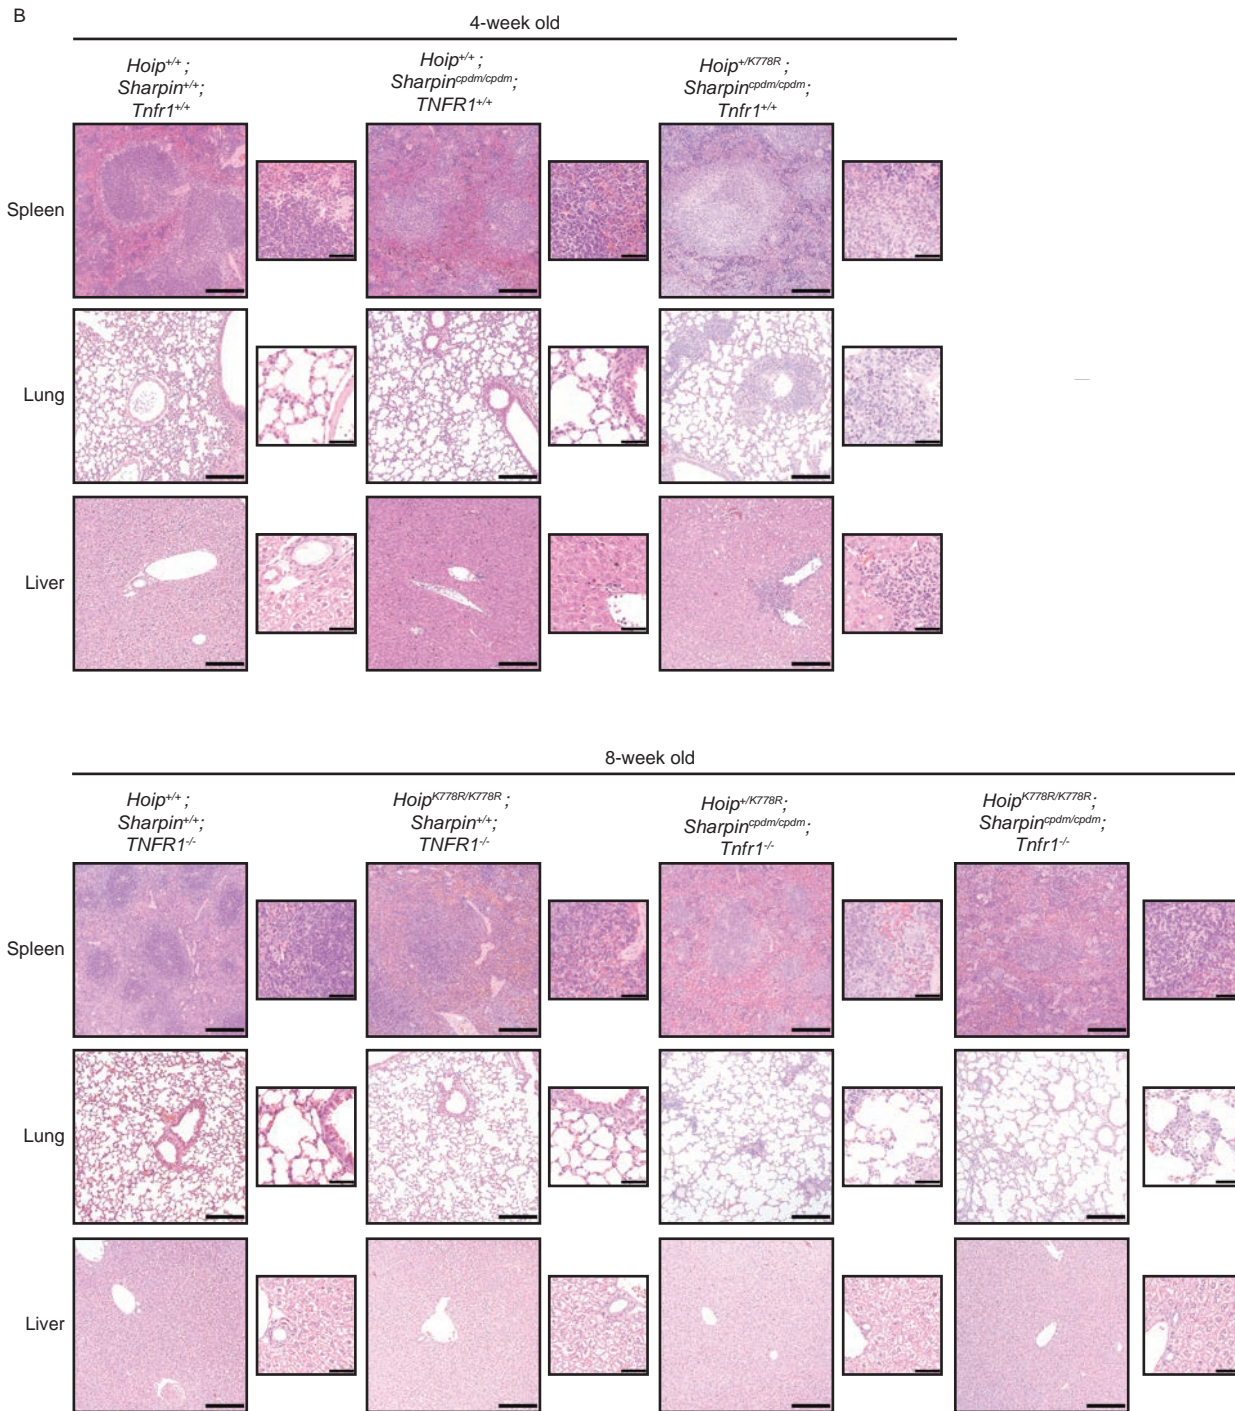 B
4-week old
Hoip+/+ ; Hoip+/+ ; Hoip+/K778R ;
Sharpin+/+; Sharpincpdm/cpdm; Sharpincpdm/cpdm;
Tnfr1+/+ TNFR1+/+ Tnfr1+/+
Spleen
Lung
Liver
8-week old
Hoip+/+ ; HoipK778R/K778R ; Hoip+/K778R; HoipK778R/K778R;
Sharpin+/+; Sharpin+/+; Sharpincpdm/cpdm; Sharpincpdm/cpdm;
TNFR1-/- TNFR1-/- Tnfr1-/- Tnfr1-/-
Spleen
Lung
Liver